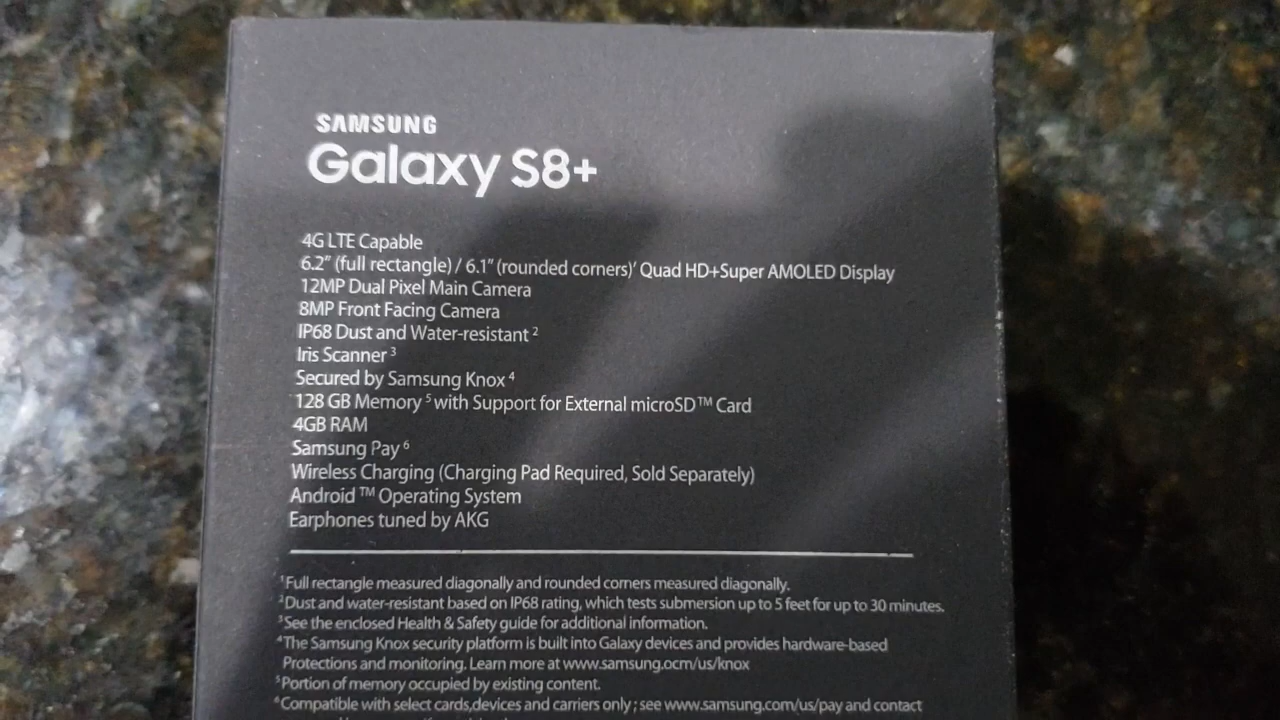 SAMSUNG
Galaxy S8+
4G LTE Capable
6.2" (full rectangle) / 6.1" (rounded corners)' Quad HD+Super AMOLED Display
12MP Dual Pixel Main Camera
8MP Front Facing Camera
IP68 Dust and Water-resistant ²
Iris Scanner ³
Secured by Samsung Knox ⁴
128 GB Memory ⁵ with Support for External microSD™ Card
4GB RAM
Samsung Pay ⁶
Wireless Charging (Charging Pad Required, Sold Separately)
Android ™ Operating System
Earphones tuned by AKG
¹Full rectangle measured diagonally and rounded corners measured diagonally.
²Dust and water-resistant based on IP68 rating, which tests submersion up to 5 feet for up to 30 minutes.
³See the enclosed Health & Safety guide for additional information.
⁴The Samsung Knox security platform is built into Galaxy devices and provides hardware-based
Protections and monitoring. Learn more at www.samsung.ocm/us/knox
⁵Portion of memory occupied by existing content.
⁶Compatible with select cards,devices and carriers only ; see www.samsung.com/us/pay and contact